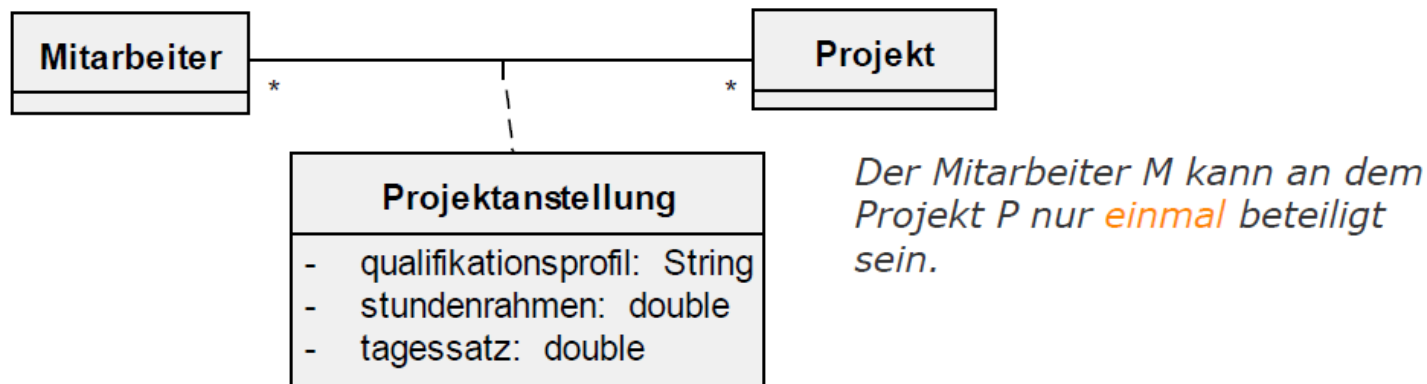 Mitarbeiter
Projekt
*
*
Projektanstellung
- qualifikationsprofil: String
- stundenrahmen: double
- tagessatz: double
Der Mitarbeiter M kann an dem
Projekt P nur einmal beteiligt
sein.